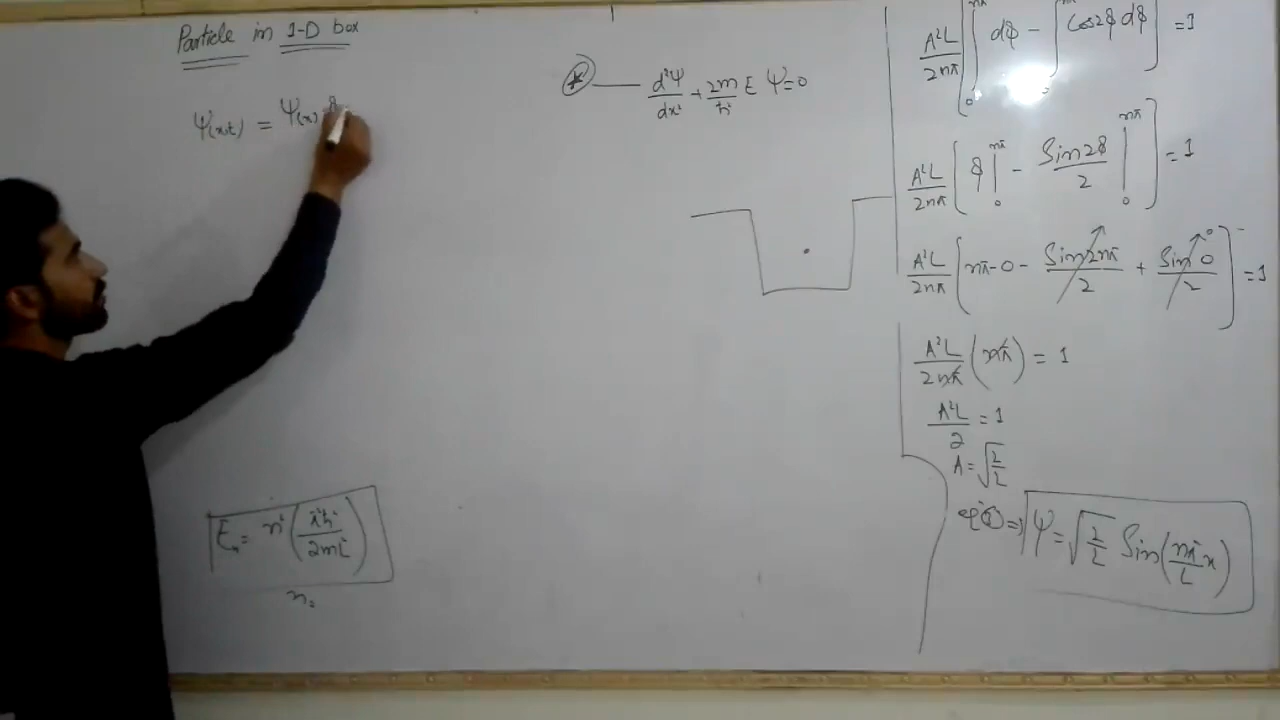 Particle in 1-D box
Ψ(x,t) = Ψ(x) φ
* — d²Ψ/dx² + 2m/ħ² E Ψ = 0
Eₙ = n² (π²ħ²/2mL²)
n₀
A²L/2nπ [∫₀^nπ dφ − ∫₀^nπ Cos2φ dφ] = 1
A²L/2nπ [φ|₀^nπ − Sin2φ/2 |₀^nπ] = 1
A²L/2nπ [nπ-0 - Sin2nπ/2 + Sin0/2] = 1
A²L/2nπ (nπ) = 1
A²L/2 = 1
A = √2/L
eq① ⇒ Ψ = √2/L Sin(nπ/L x)